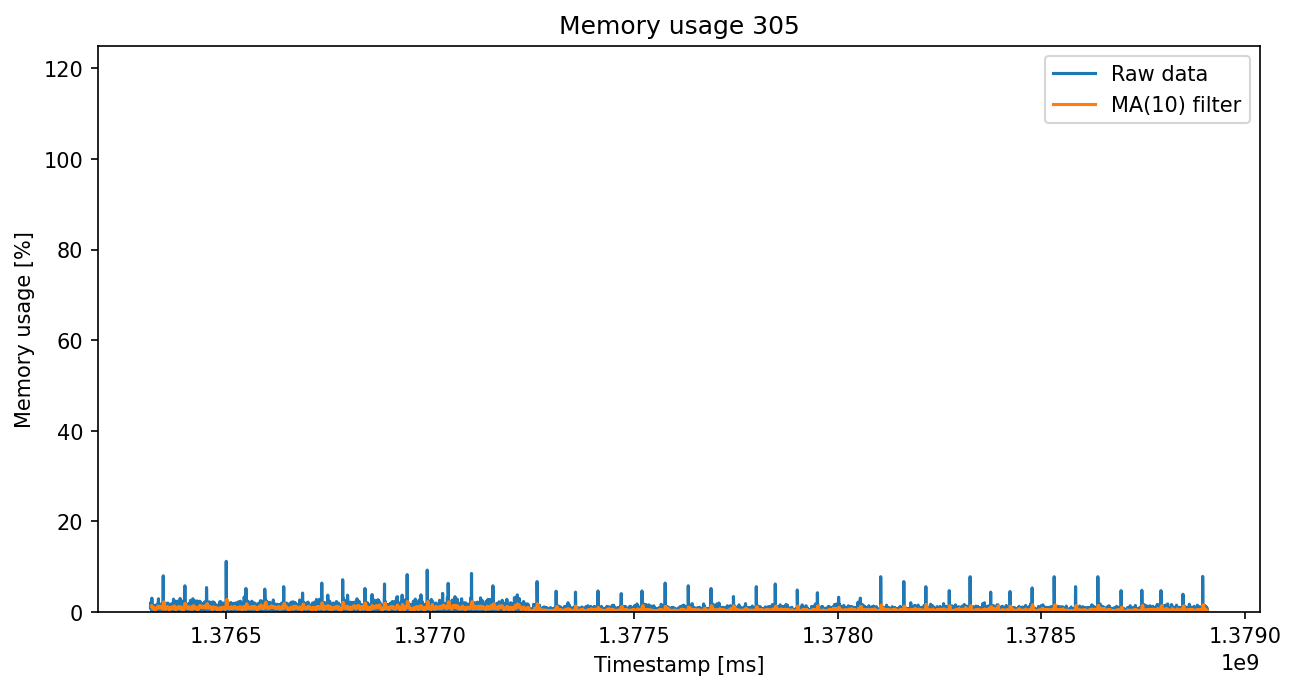 Memory usage 305
Raw data
MA(10) filter
Memory usage [%]
120
100
80
60
40
20
0
1.3765
1.3770
1.3775
1.3780
1.3785
1.3790
Timestamp [ms]
1e9